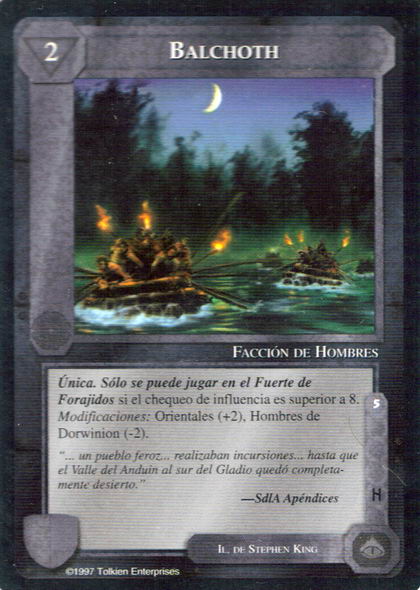 2
BALCHOTH
FACCIÓN DE HOMBRES
Única. Sólo se puede jugar en el Fuerte de
Forajidos si el chequeo de influencia es superior a 8.
Modificaciones: Orientales (+2), Hombres de
Dorwinion (-2).
"... un pueblo feroz... realizaban incursiones... hasta que
el Valle del Anduin al sur del Gladio quedó completa-
mente desierto."
—SdlA Apéndices
5
H
IL. DE STEPHEN KING
©1997 Tolkien Enterprises